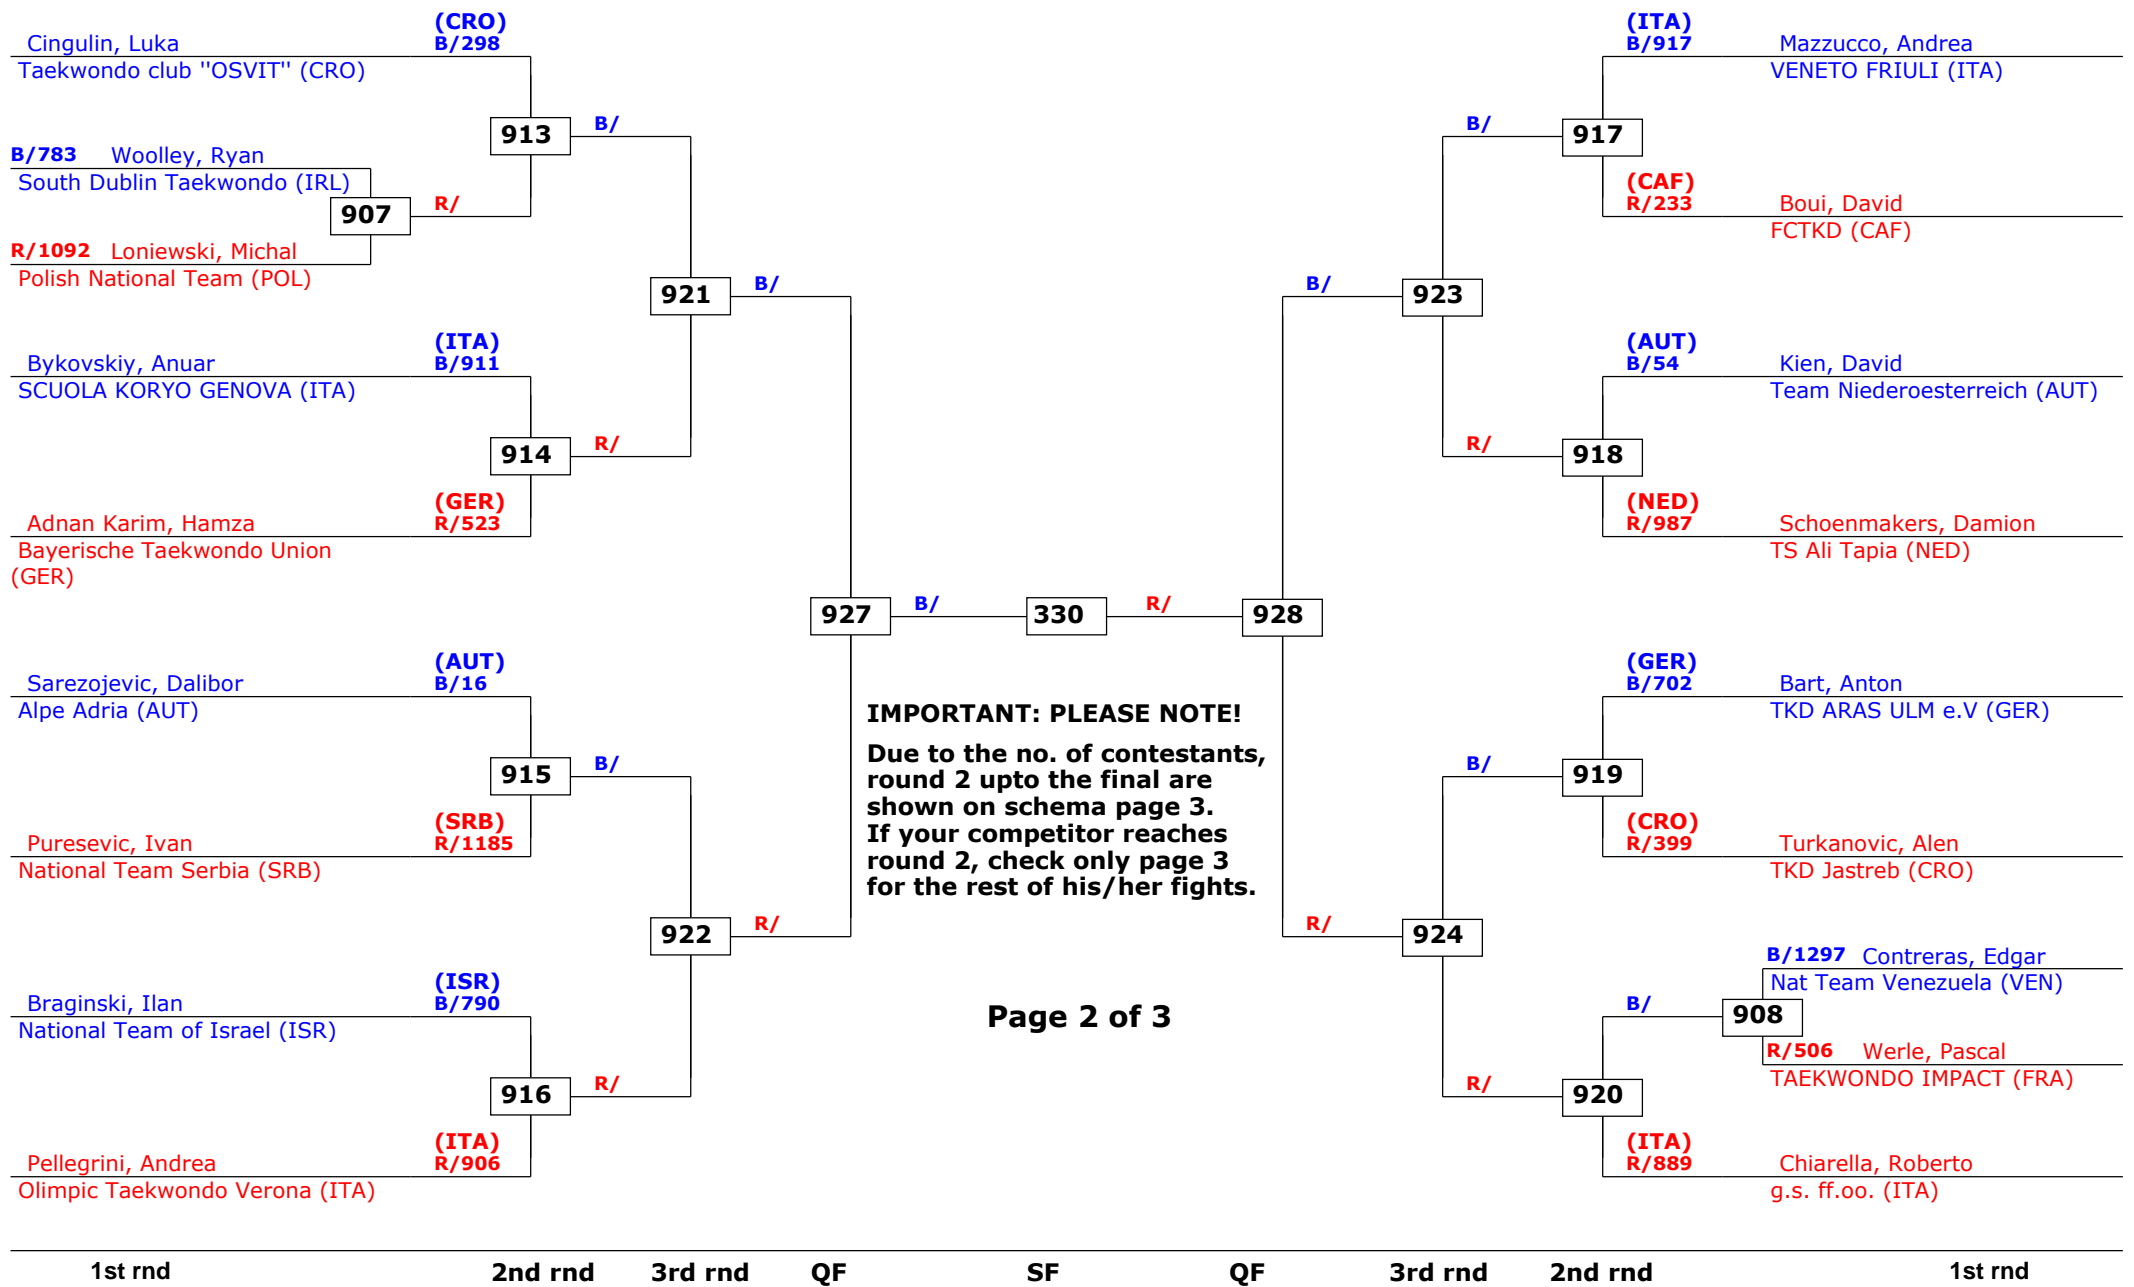 (CRO)
Cingulin, Luka B/298
Taekwondo club "OSVIT" (CRO)
913
B/
B/783 Woolley, Ryan
South Dublin Taekwondo (IRL)
907
R/
R/1092 Loniewski, Michal
Polish National Team (POL)
921
B/
(ITA)
Bykovskiy, Anuar B/911
SCUOLA KORYO GENOVA (ITA)
914
R/
(GER)
Adnan Karim, Hamza R/523
Bayerische Taekwondo Union
(GER)
927
B/
330
R/
928
(AUT)
Sarezojevic, Dalibor B/16
Alpe Adria (AUT)
915
B/
(SRB)
Puresevic, Ivan R/1185
National Team Serbia (SRB)
922
R/
(ISR)
Braginski, Ilan B/790
National Team of Israel (ISR)
916
R/
(ITA)
Pellegrini, Andrea R/906
Olimpic Taekwondo Verona (ITA)
IMPORTANT: PLEASE NOTE!
Due to the no. of contestants,
round 2 upto the final are
shown on schema page 3.
If your competitor reaches
round 2, check only page 3
for the rest of his/her fights.
Page 2 of 3
(ITA)
B/917 Mazzucco, Andrea
VENETO FRIULI (ITA)
B/
917
(CAF)
R/233 Boui, David
FCTKD (CAF)
B/
923
(AUT)
B/54 Kien, David
Team Niederoesterreich (AUT)
R/
918
(NED)
R/987 Schoenmakers, Damion
TS Ali Tapia (NED)
(GER)
B/702 Bart, Anton
TKD ARAS ULM e.V (GER)
B/
919
(CRO)
R/399 Turkanovic, Alen
TKD Jastreb (CRO)
R/
924
B/1297 Contreras, Edgar
Nat Team Venezuela (VEN)
B/
908
R/506 Werle, Pascal
TAEKWONDO IMPACT (FRA)
R/
920
(ITA)
R/889 Chiarella, Roberto
g.s. ff.oo. (ITA)
1st rnd 2nd rnd 3rd rnd QF SF QF 3rd rnd 2nd rnd 1st rnd